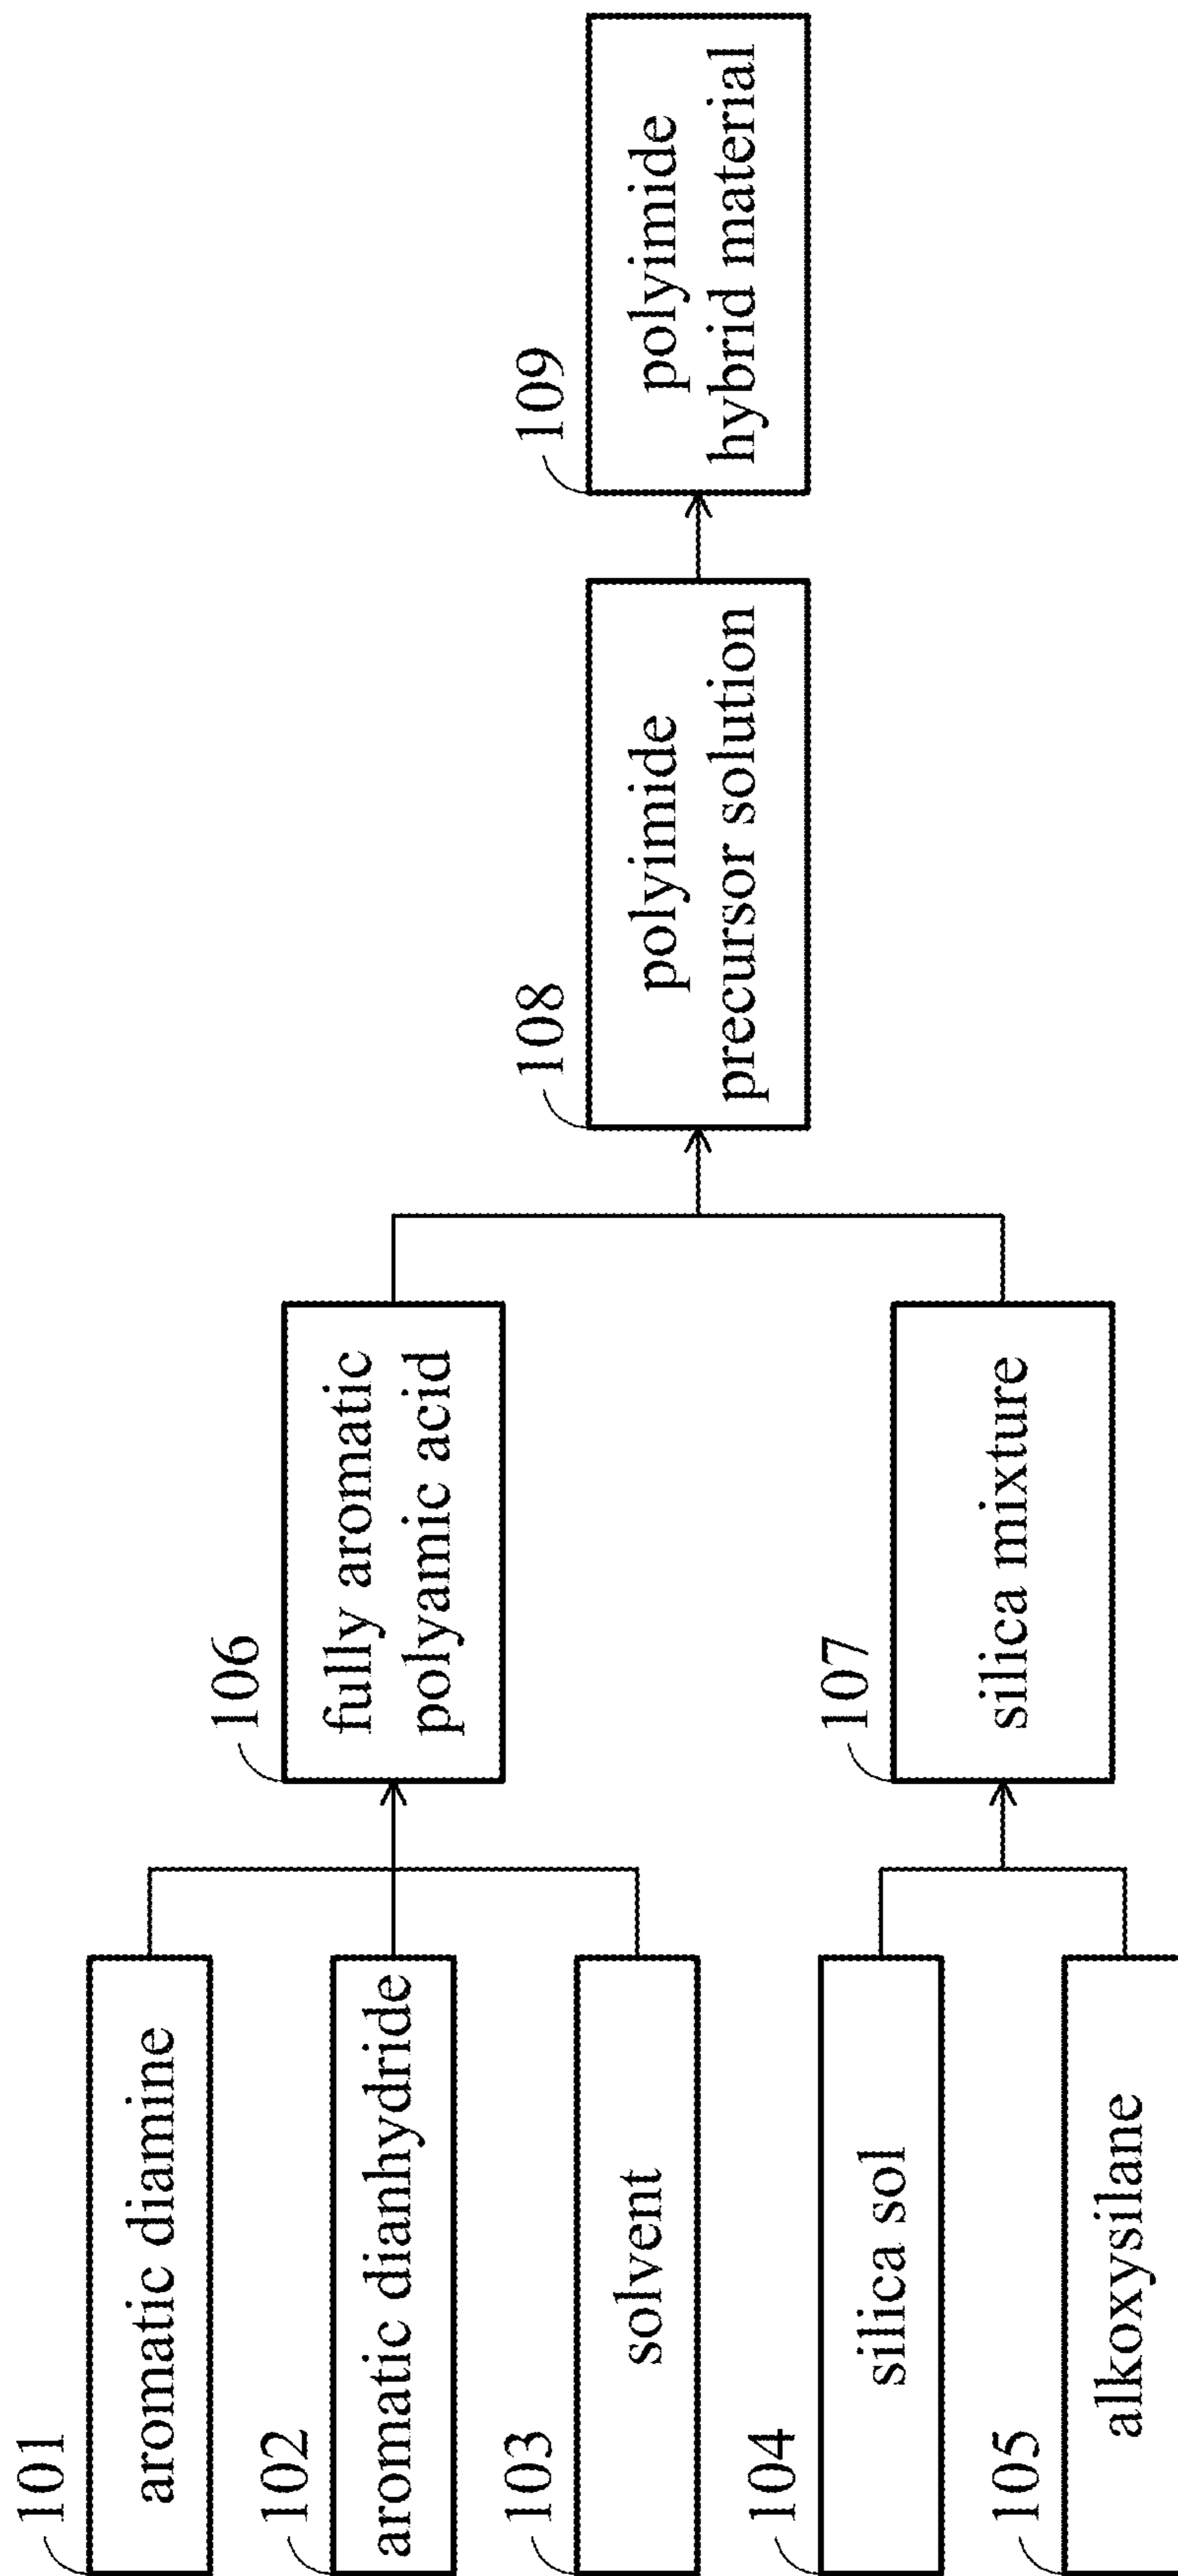 101
aromatic diamine
102
aromatic dianhydride
103
solvent
104
silica sol
105
alkoxysilane
106
fully aromatic
polyamic acid
107
silica mixture
108
polyimide
precursor solution
109
polyimide
hybrid material